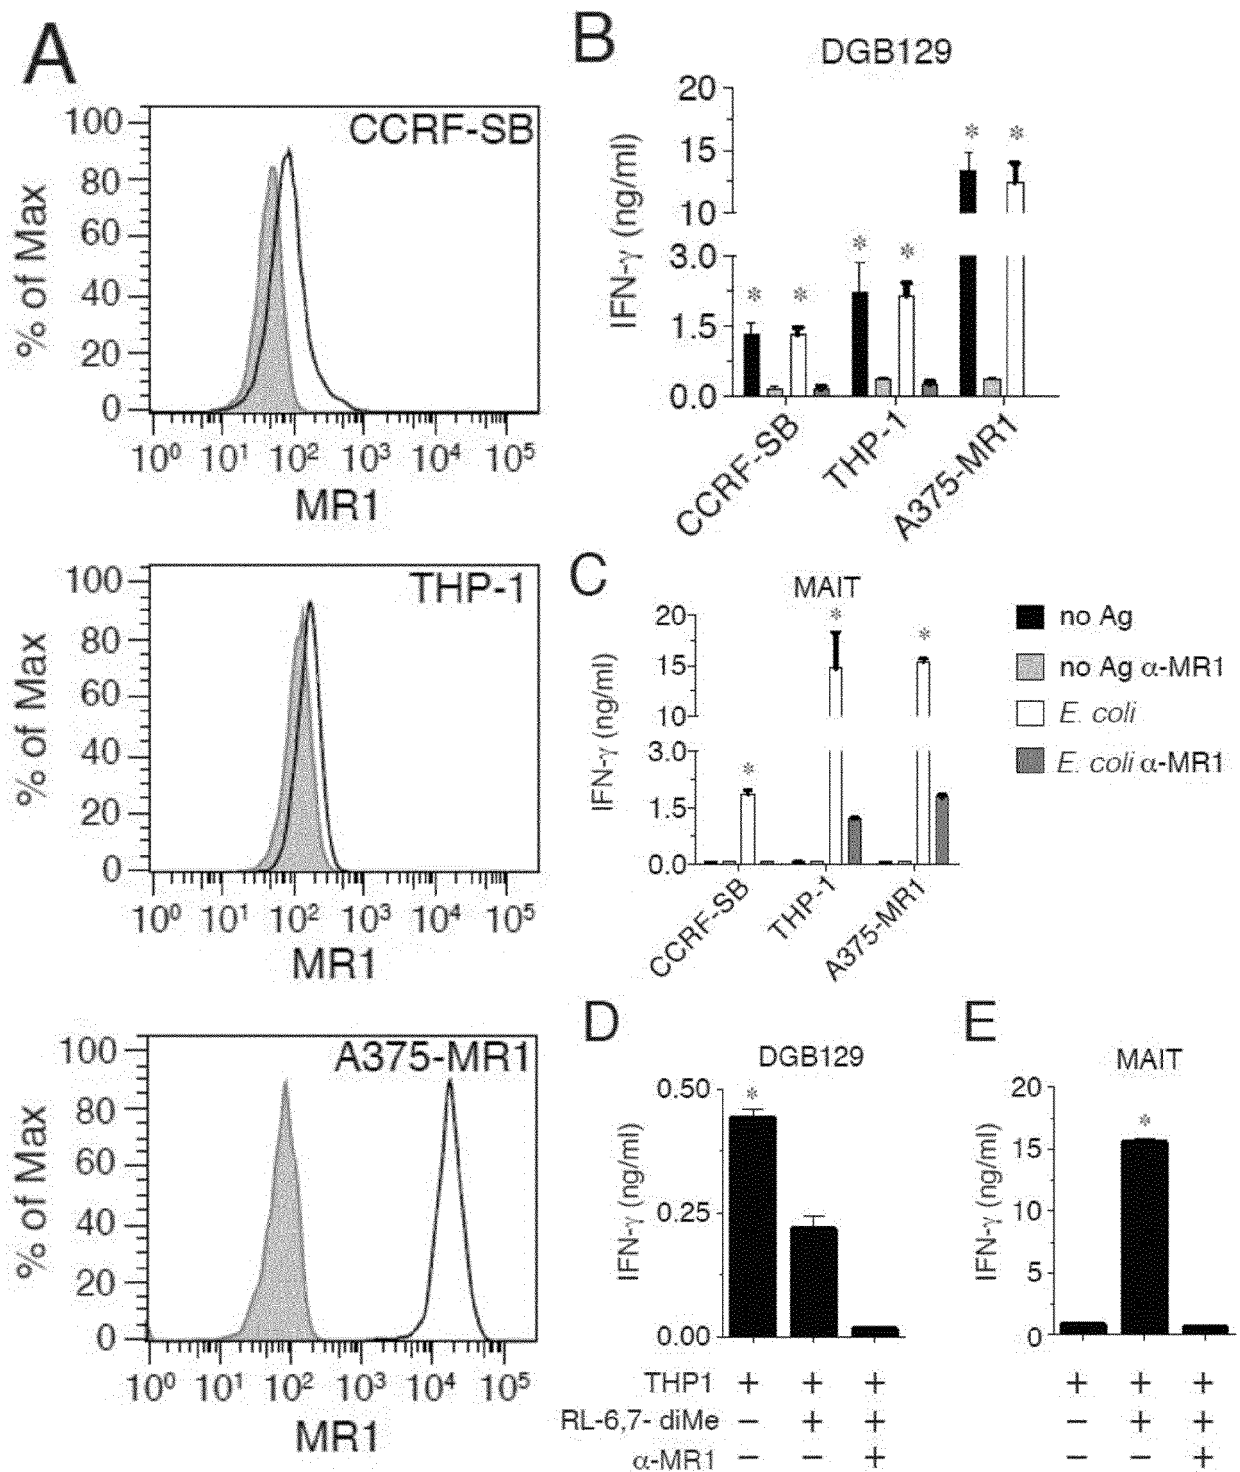 A
100
80
60
40
20
0
% of Max
CCRF-SB
10⁰ 10¹ 10² 10³ 10⁴ 10⁵
MR1
100
80
60
40
20
0
% of Max
THP-1
10⁰ 10¹ 10² 10³ 10⁴ 10⁵
MR1
100
80
60
40
20
0
% of Max
A375-MR1
10⁰ 10¹ 10² 10³ 10⁴ 10⁵
MR1
B
DGB129
IFN-γ (ng/ml)
20
15
10
3.0
1.5
0.0
* * * * * *
CCRF-SB THP-1 A375-MR1
C
MAIT
IFN-γ (ng/ml)
20
15
10
3.0
1.5
0.0
* * *
CCRF-SB THP-1 A375-MR1
no Ag
no Ag α-MR1
E. coli
E. coli α-MR1
D
DGB129
IFN-γ (ng/ml)
0.50
0.25
0.00
*
THP1 + + +
RL-6,7- diMe − + +
α-MR1 − − +
E
MAIT
IFN-γ (ng/ml)
20
15
10
5
0
*
+ + +
− + +
− − +